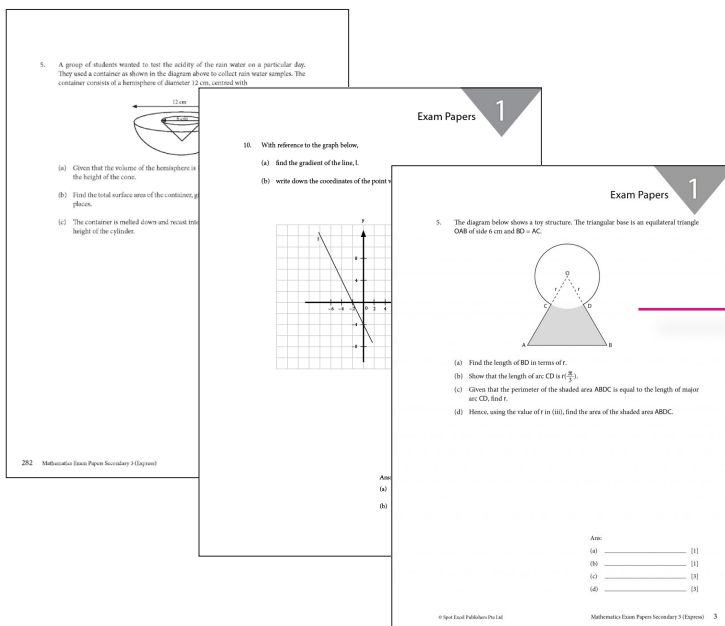 5. A group of students wanted to test the acidity of the rain water on a particular day.
They used a container as shown in the diagram above to collect rain water samples. The
container consists of a hemisphere of diameter 12 cm, centred with
12 cm
8 cm
(a) Given that the volume of the hemisphere is
the height of the cone.
(b) Find the total surface area of the container,
places.
(c) The container is melted down and recast into
height of the cylinder.
282 Mathematics Exam Papers Secondary 3 (Express)
Exam Papers 1
10. With reference to the graph below,
(a) find the gradient of the line, l.
(b) write down the coordinates of the point
y
l
8
4
-6 -4 -2 0 2 4
-4
-8
Ans
(a)
(b)
Exam Papers 1
5. The diagram below shows a toy structure. The triangular base is an equilateral triangle
OAB of side 6 cm and BD = AC.
O
r r
C D
A B
(a) Find the length of BD in terms of r.
(b) Show that the length of arc CD is r(π/3).
(c) Given that the perimeter of the shaded area ABDC is equal to the length of major
arc CD, find r.
(d) Hence, using the value of r in (iii), find the area of the shaded area ABDC.
Ans:
(a) [1]
(b) [1]
(c) [3]
(d) [3]
© Spot Excel Publishers Pte Ltd Mathematics Exam Papers Secondary 3 (Express) 3